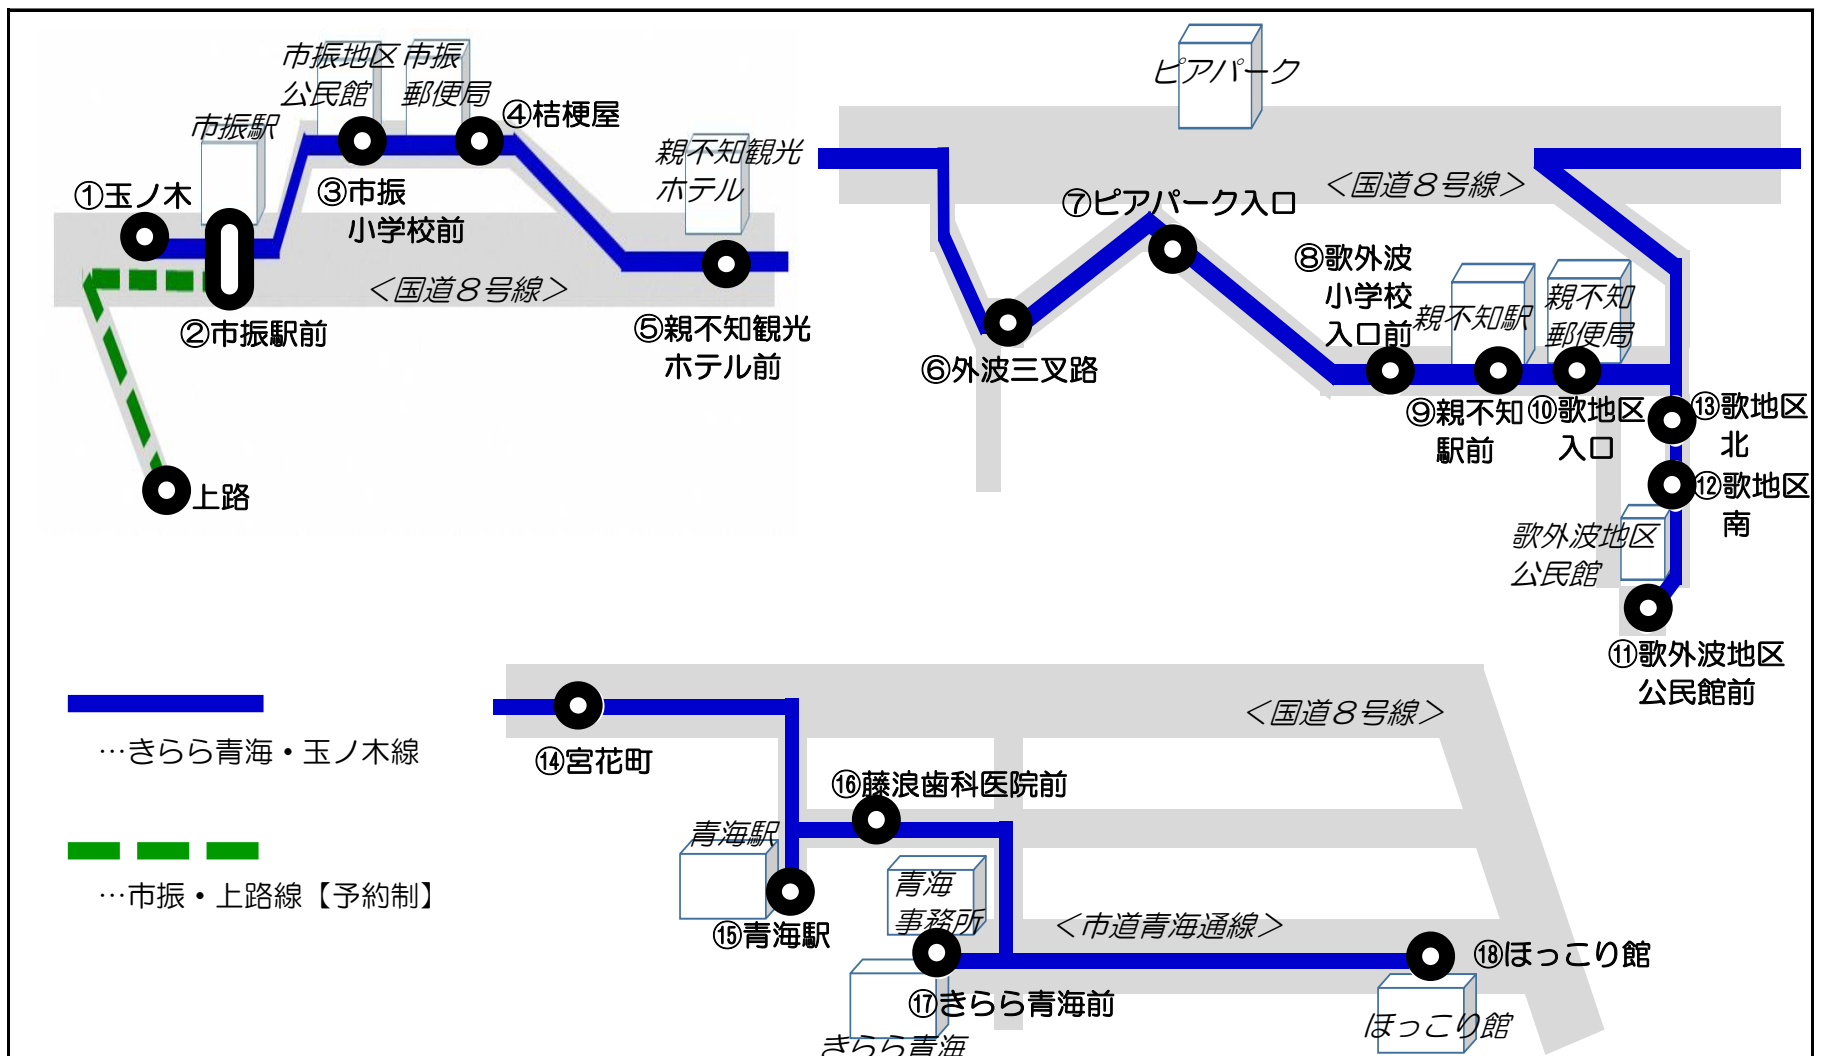 市振地区
公民館
市振
郵便局
④桔梗屋
市振駅
①玉ノ木
③市振
小学校前
親不知観光
ホテル
＜国道８号線＞
②市振駅前
⑤親不知観光
ホテル前
上路
ピアパーク
＜国道８号線＞
⑦ピアパーク入口
⑧歌外波
小学校
入口前
親不知駅
親不知
郵便局
⑥外波三叉路
⑨親不知
駅前
⑩歌地区
入口
⑬歌地区
北
⑫歌地区
南
歌外波地区
公民館
⑪歌外波地区
公民館前
…きらら青海・玉ノ木線
…市振・上路線【予約制】
＜国道８号線＞
⑭宮花町
⑯藤浪歯科医院前
青海駅
⑮青海駅
青海
事務所
＜市道青海通線＞
⑱ほっこり館
⑰きらら青海前
ほっこり館
きらら青海